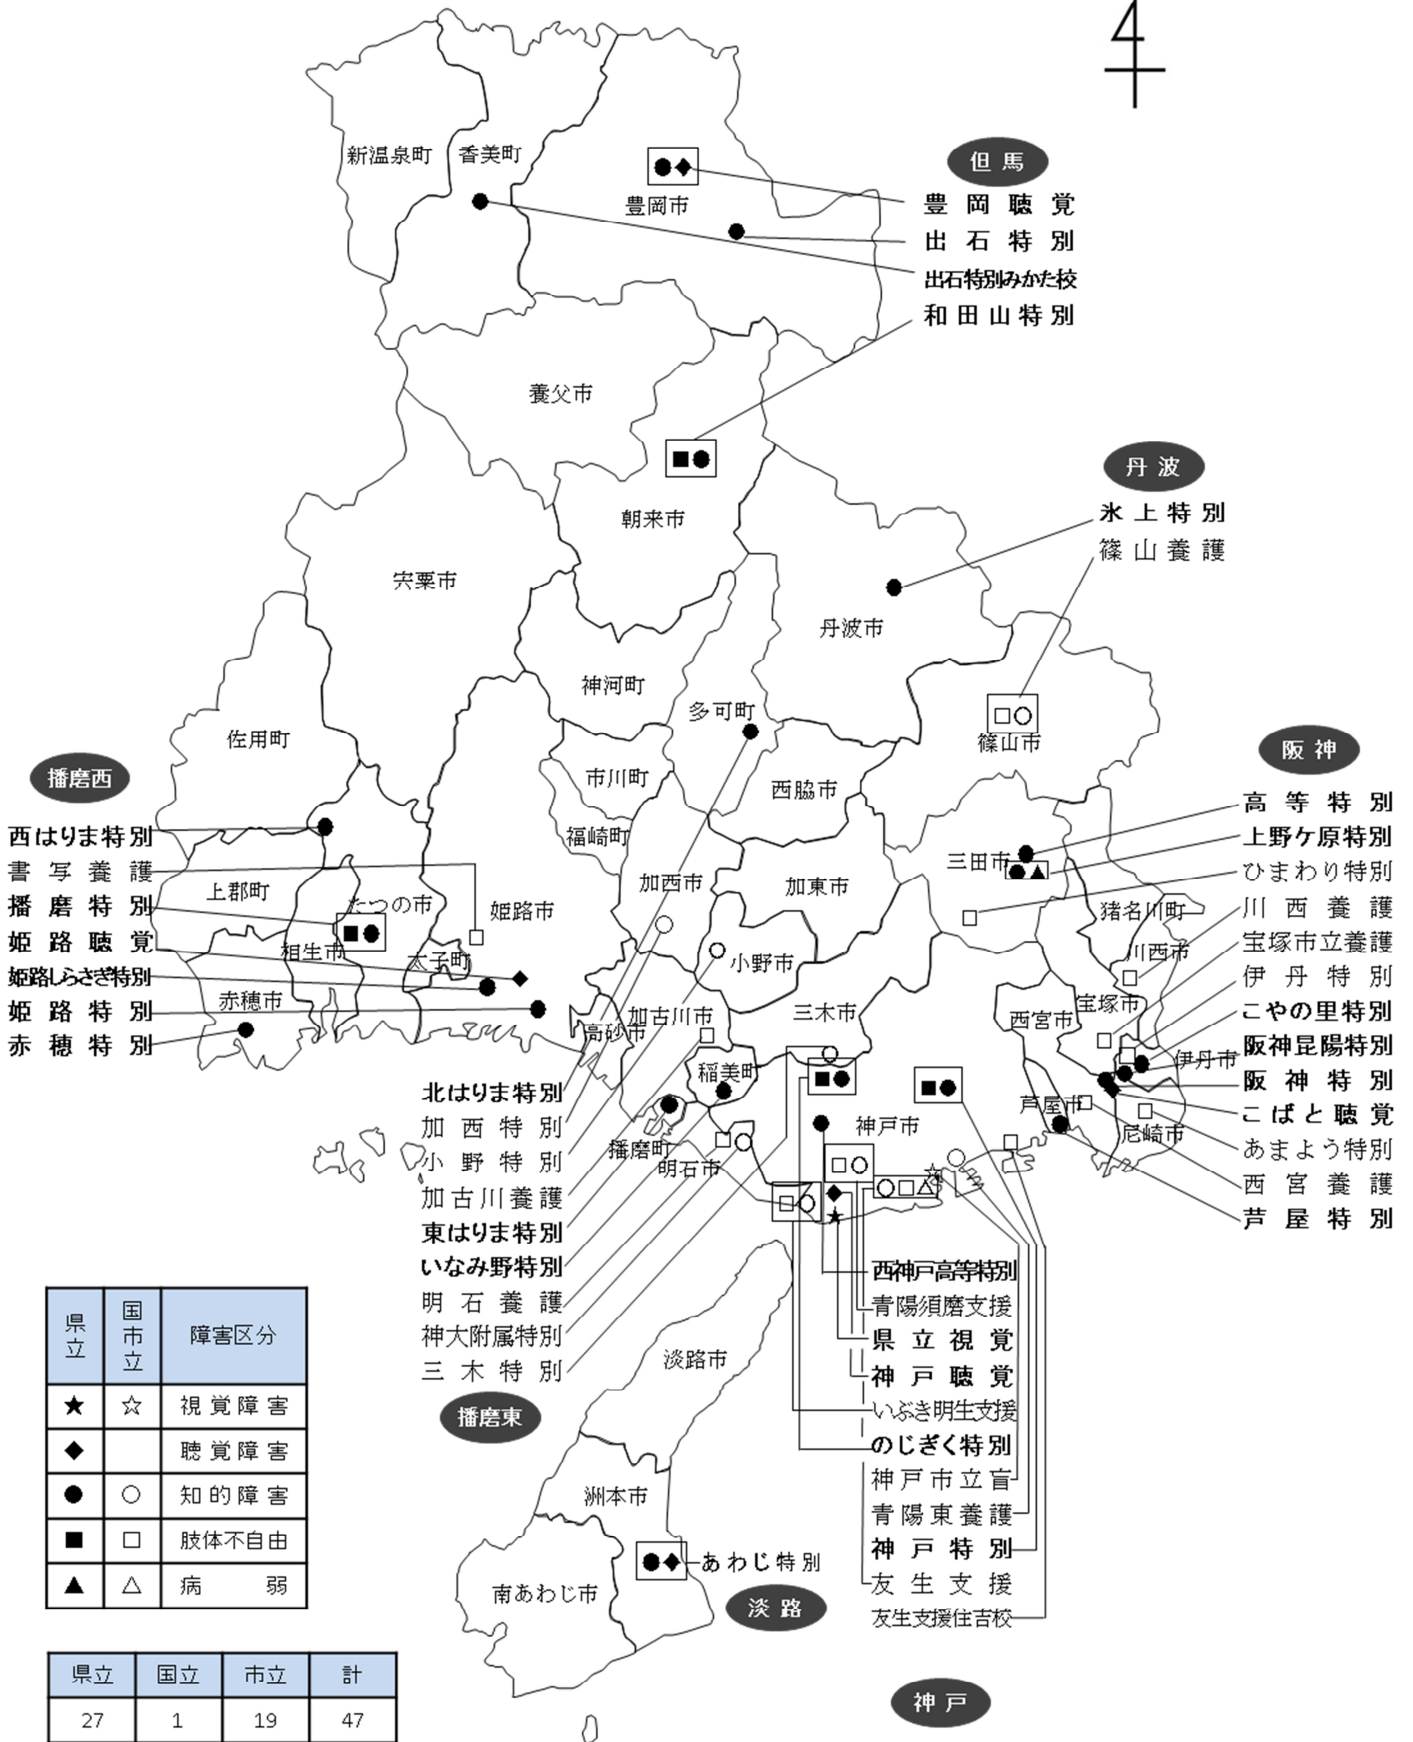 新温泉町
香美町
豊岡市
養父市
朝来市
宍粟市
丹波市
神河町
多可町
篠山市
佐用町
市川町
西脇市
福崎町
三田市
加西市
加東市
上郡町
たつの市
姫路市
猪名川町
川西市
相生市
太子町
小野市
赤穂市
高砂市
加古川市
三木市
西宮市
宝塚市
伊丹市
稲美町
播磨町
明石市
神戸市
芦屋市
尼崎市
淡路市
洲本市
南あわじ市
但馬
豊岡聴覚
出石特別
出石特別みかた校
和田山特別
丹波
氷上特別
篠山養護
阪神
高等特別
上野ケ原特別
ひまわり特別
川西養護
宝塚市立養護
伊丹特別
こやの里特別
阪神昆陽特別
阪神特別
こばと聴覚
あまよう特別
西宮養護
芦屋特別
播磨西
西はりま特別
書写養護
播磨特別
姫路聴覚
姫路しらさぎ特別
姫路特別
赤穂特別
北はりま特別
加西特別
小野特別
加古川養護
東はりま特別
いなみ野特別
明石養護
神大附属特別
三木特別
播磨東
西神戸高等特別
青陽須磨支援
県立視覚
神戸聴覚
いぶき明生支援
のじぎく特別
神戸市立盲
青陽東養護
神戸特別
友生支援
友生支援住吉校
神戸
あわじ特別
淡路
県立 国市立 障害区分
★ ☆ 視覚障害
◆ 聴覚障害
● ○ 知的障害
■ □ 肢体不自由
▲ △ 病弱
県立 国立 市立 計
27 1 19 47